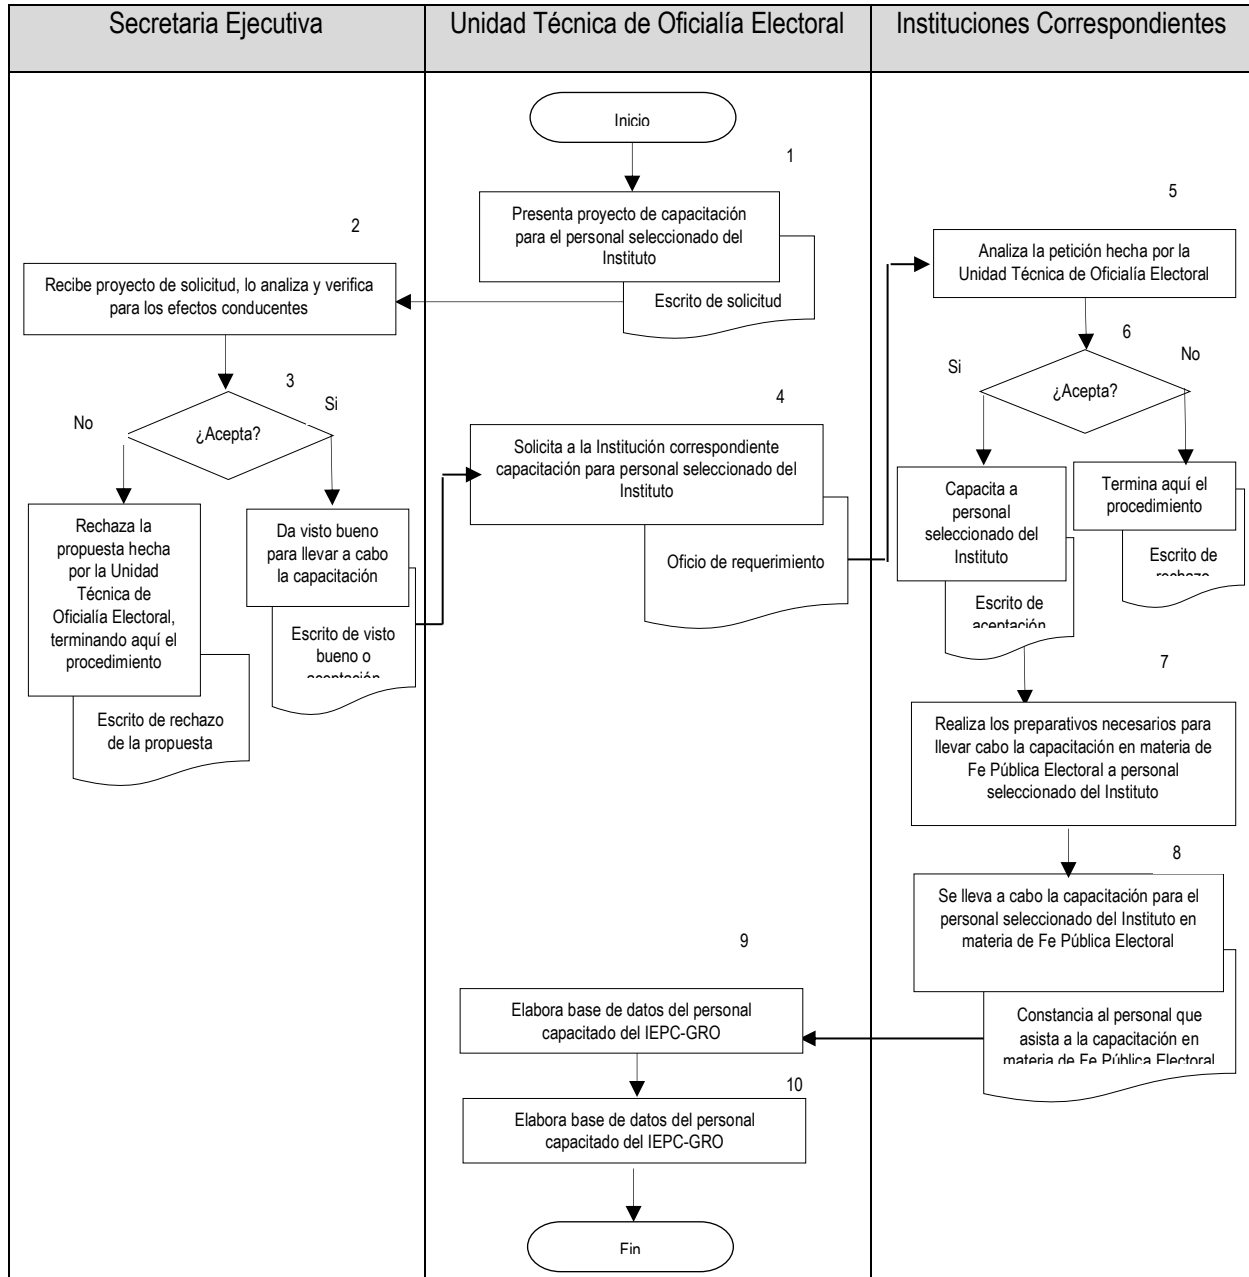 Secretaria Ejecutiva
Unidad Técnica de Oficialía Electoral
Instituciones Correspondientes
Inicio
1
Presenta proyecto de capacitación
para el personal seleccionado del
Instituto
Escrito de solicitud
2
Recibe proyecto de solicitud, lo analiza y verifica
para los efectos conducentes
3
¿Acepta?
No
Si
Rechaza la
propuesta hecha
por la Unidad
Técnica de
Oficialía Electoral,
terminando aquí el
procedimiento
Escrito de rechazo
de la propuesta
Da visto bueno
para llevar a cabo
la capacitación
Escrito de visto
bueno o
aceptación
4
Solicita a la Institución correspondiente
capacitación para personal seleccionado del
Instituto
Oficio de requerimiento
5
Analiza la petición hecha por la
Unidad Técnica de Oficialía Electoral
6
¿Acepta?
Si
No
Capacita a
personal
seleccionado del
Instituto
Escrito de
aceptación
Termina aquí el
procedimiento
Escrito de
rechazo
7
Realiza los preparativos necesarios para
llevar cabo la capacitación en materia de
Fe Pública Electoral a personal
seleccionado del Instituto
8
Se lleva a cabo la capacitación para el
personal seleccionado del Instituto en
materia de Fe Pública Electoral
Constancia al personal que
asista a la capacitación en
materia de Fe Pública Electoral
9
Elabora base de datos del personal
capacitado del IEPC-GRO
10
Elabora base de datos del personal
capacitado del IEPC-GRO
Fin